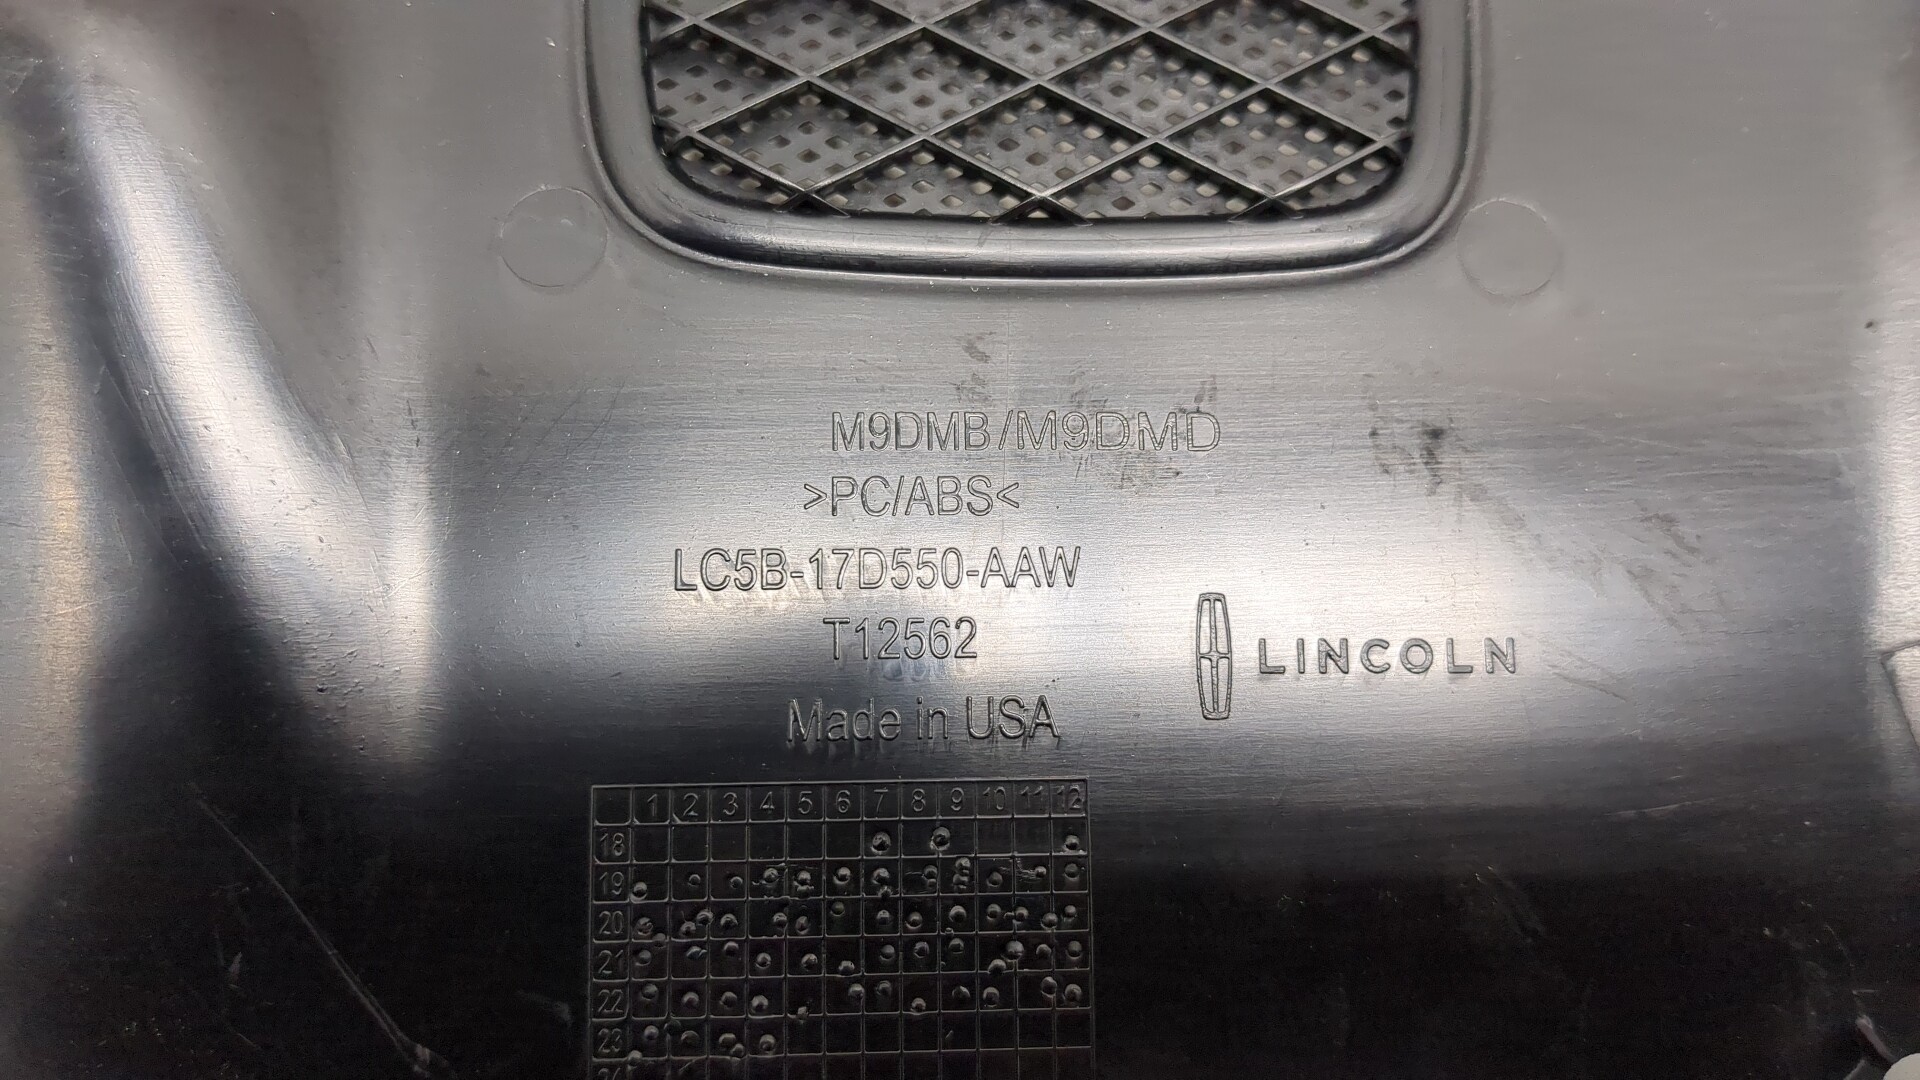 M9DMB/M9DMD
>PC/ABS<
LC5B-17D550-AAW
T12562
Made in USA
LINCOLN
1 2 3 4 5 6 7 8 9 10 11 12
18
19
20
21
22
23
24